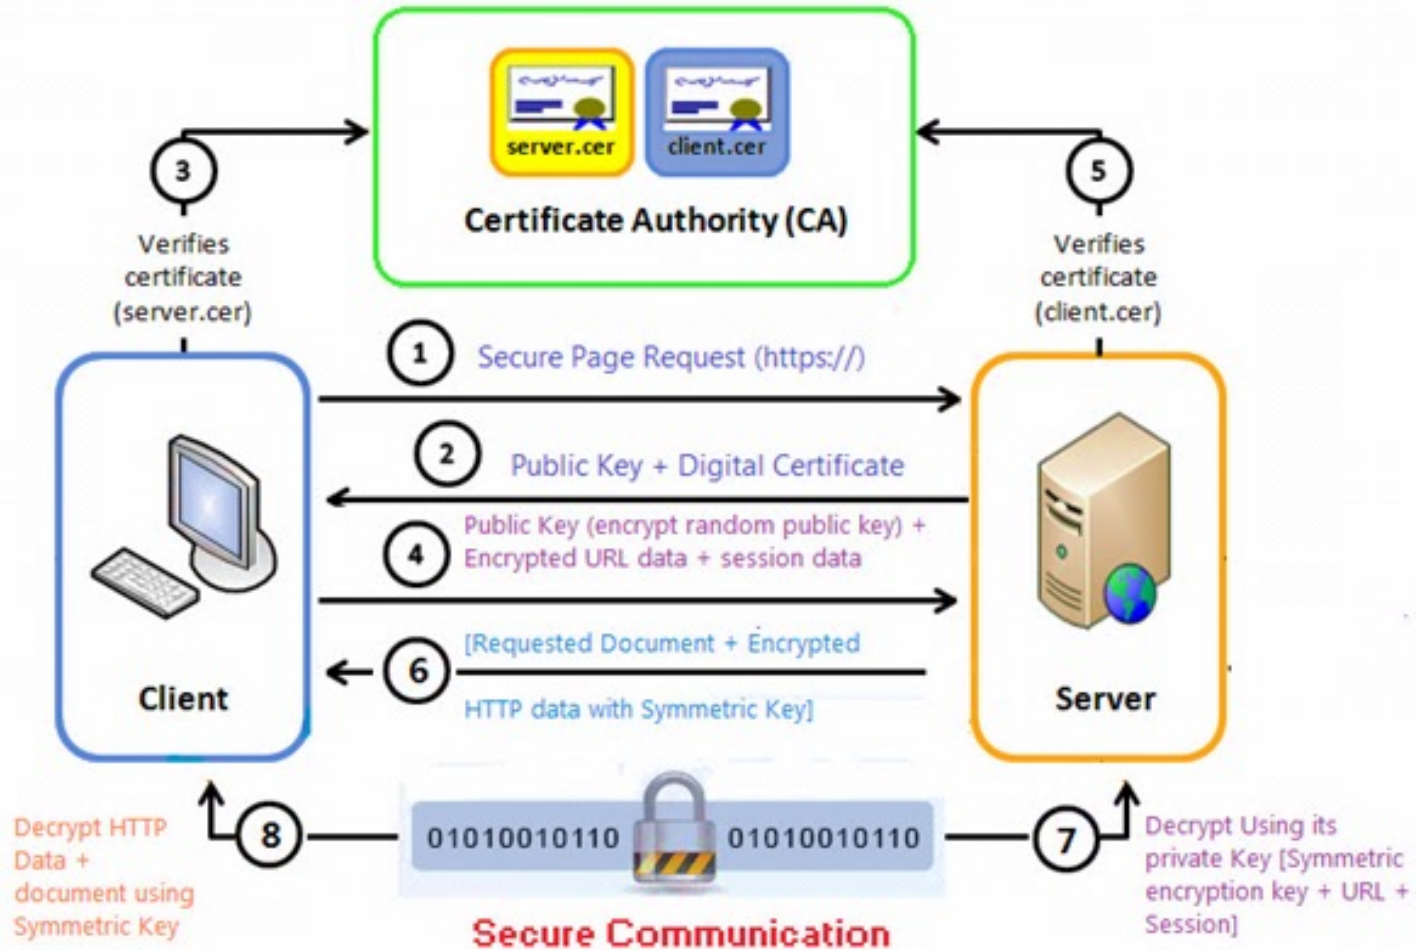 server.cer
client.cer
Certificate Authority (CA)
3
Verifies
certificate
(server.cer)
5
Verifies
certificate
(client.cer)
1
Secure Page Request (https://)
2
Public Key + Digital Certificate
4
Public Key (encrypt random public key) +
Encrypted URL data + session data
[Requested Document + Encrypted
6
HTTP data with Symmetric Key]
Client
Server
8
01010010110
01010010110
7
Decrypt HTTP
Data +
document using
Symmetric Key
Decrypt Using its
private Key [Symmetric
encryption key + URL +
Session]
Secure Communication